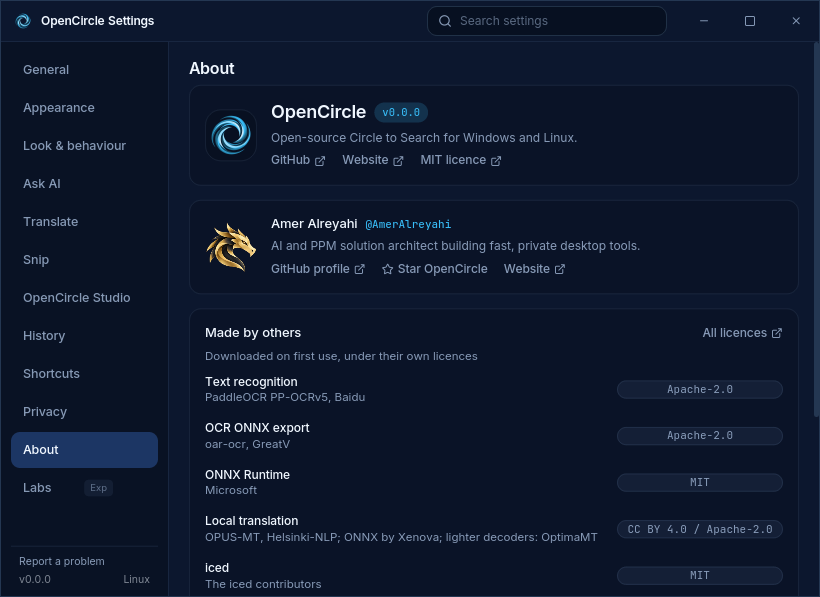 OpenCircle Settings
Search settings
General
Appearance
Look & behaviour
Ask AI
Translate
Snip
OpenCircle Studio
History
Shortcuts
Privacy
About
Labs Exp
Report a problem
v0.0.0 Linux
About
OpenCircle v0.0.0
Open-source Circle to Search for Windows and Linux.
GitHub Website MIT licence
Amer Alreyahi @AmerAlreyahi
AI and PPM solution architect building fast, private desktop tools.
GitHub profile Star OpenCircle Website
Made by others All licences
Downloaded on first use, under their own licences
Text recognition
PaddleOCR PP-OCRv5, Baidu
Apache-2.0
OCR ONNX export
oar-ocr, GreatV
Apache-2.0
ONNX Runtime
Microsoft
MIT
Local translation
OPUS-MT, Helsinki-NLP; ONNX by Xenova; lighter decoders: OptimaMT
CC BY 4.0 / Apache-2.0
iced
The iced contributors
MIT